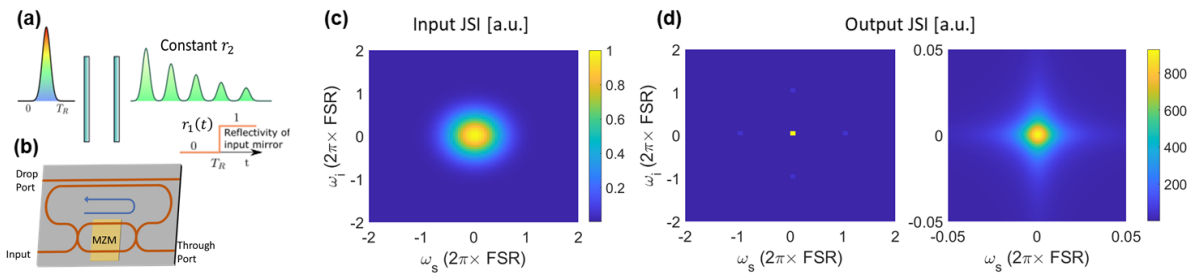 (a)
Constant r₂
0
T_R
r₁(t)
1
Reflectivity of
input mirror
0
T_R
t
(b)
Drop
Port
MZM
Input
Through
Port
(c)
Input JSI [a.u.]
ω_i (2π× FSR)
2
1
0
-1
-2
-2
-1
0
1
2
ω_s (2π× FSR)
1
0.8
0.6
0.4
0.2
(d)
Output JSI [a.u.]
ω_i (2π× FSR)
2
1
0
-1
-2
-2
-1
0
1
2
ω_s (2π× FSR)
0.05
0
-0.05
-0.05
0
0.05
ω_s (2π× FSR)
800
600
400
200